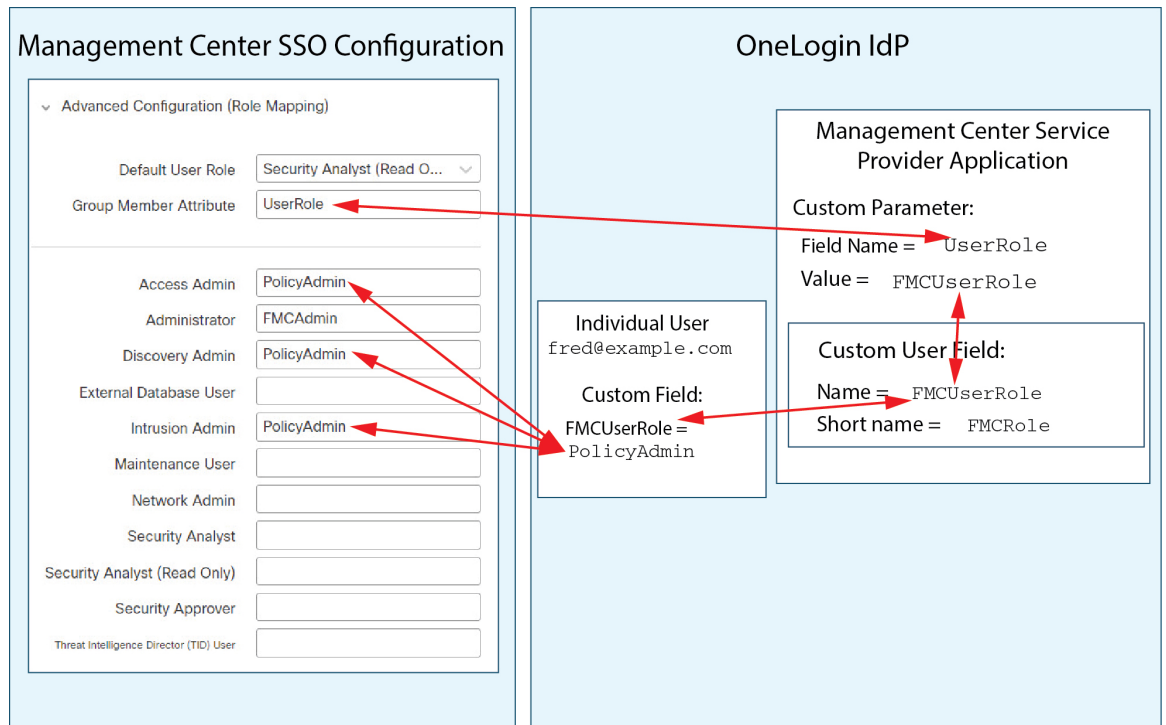 Management Center SSO Configuration
Advanced Configuration (Role Mapping)
Default User Role Security Analyst (Read O...
Group Member Attribute UserRole
Access Admin PolicyAdmin
Administrator FMCAdmin
Discovery Admin PolicyAdmin
External Database User
Intrusion Admin PolicyAdmin
Maintenance User
Network Admin
Security Analyst
Security Analyst (Read Only)
Security Approver
Threat Intelligence Director (TID) User
OneLogin IdP
Individual User
fred@example.com
Custom Field:
FMCUserRole =
PolicyAdmin
Management Center Service
Provider Application
Custom Parameter:
Field Name = UserRole
Value = FMCUserRole
Custom User Field:
Name = FMCUserRole
Short name = FMCRole